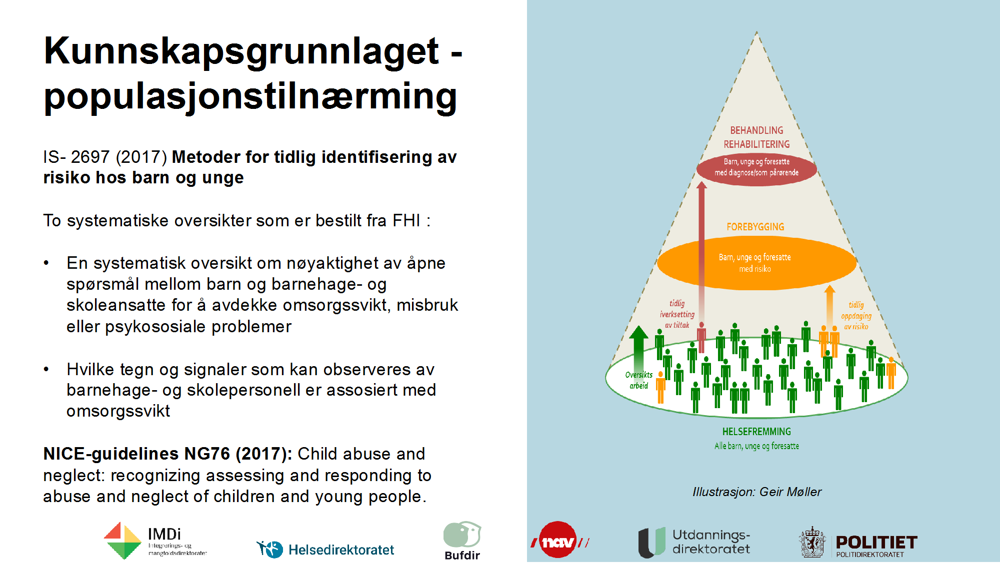 Kunnskapsgrunnlaget -
populasjonstilnærming
IS- 2697 (2017) Metoder for tidlig identifisering av
risiko hos barn og unge
To systematiske oversikter som er bestilt fra FHI :
• En systematisk oversikt om nøyaktighet av åpne
spørsmål mellom barn og barnehage- og
skoleansatte for å avdekke omsorgssvikt, misbruk
eller psykososiale problemer
• Hvilke tegn og signaler som kan observeres av
barnehage- og skolepersonell er assosiert med
omsorgssvikt
NICE-guidelines NG76 (2017): Child abuse and
neglect: recognizing assessing and responding to
abuse and neglect of children and young people.
BEHANDLING
REHABILITERING
Barn, unge og foresatte
med diagnose/som pårørende
FOREBYGGING
Barn, unge og foresatte
med risiko
tidlig
iverksetting
av tiltak
tidlig
oppdaging
av risiko
Oversikts
arbeid
HELSEFREMMING
Alle barn, unge og foresatte
Illustrasjon: Geir Møller
IMDi
Integrerings- og
mangfoldsdirektoratet
Helsedirektoratet
Bufdir
nav
Utdannings-
direktoratet
POLITIET
POLITIDIREKTORATET